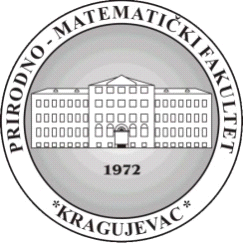 PRIRODNO - MATEMATIČKI FAKULTET
1972
*KRAGUJEVAC*